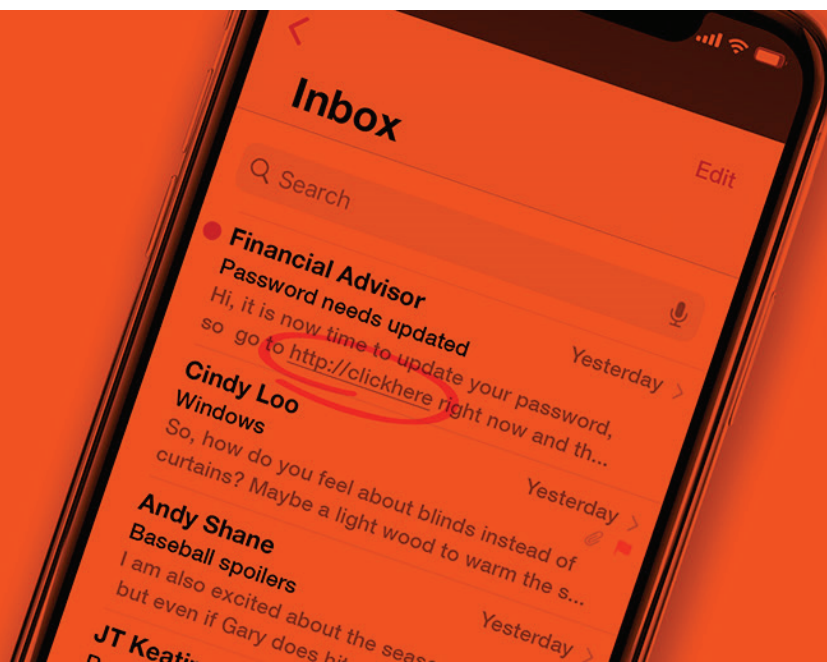 Inbox
Edit
Search
Financial Advisor
Yesterday
Password needs updated
Hi, it is now time to update your password,
so go to http://clickhere right now and th...
Cindy Loo
Yesterday
Windows
So, how do you feel about blinds instead of
curtains? Maybe a light wood to warm the s...
Andy Shane
Yesterday
Baseball spoilers
I am also excited about the
but even if Gary does
JT